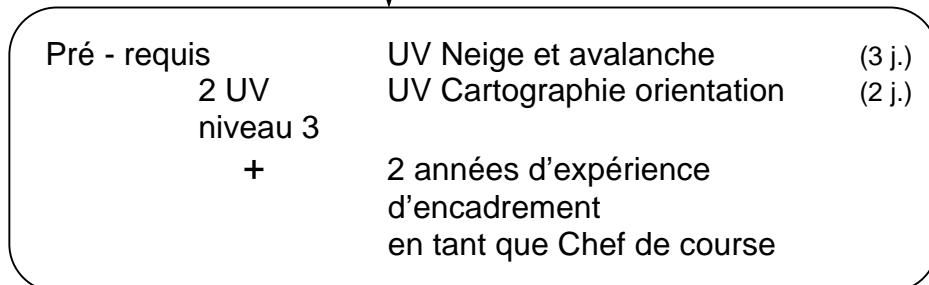 Pré - requis UV Neige et avalanche (3 j.)
2 UV UV Cartographie orientation (2 j.)
niveau 3
+ 2 années d'expérience
d'encadrement
en tant que Chef de course